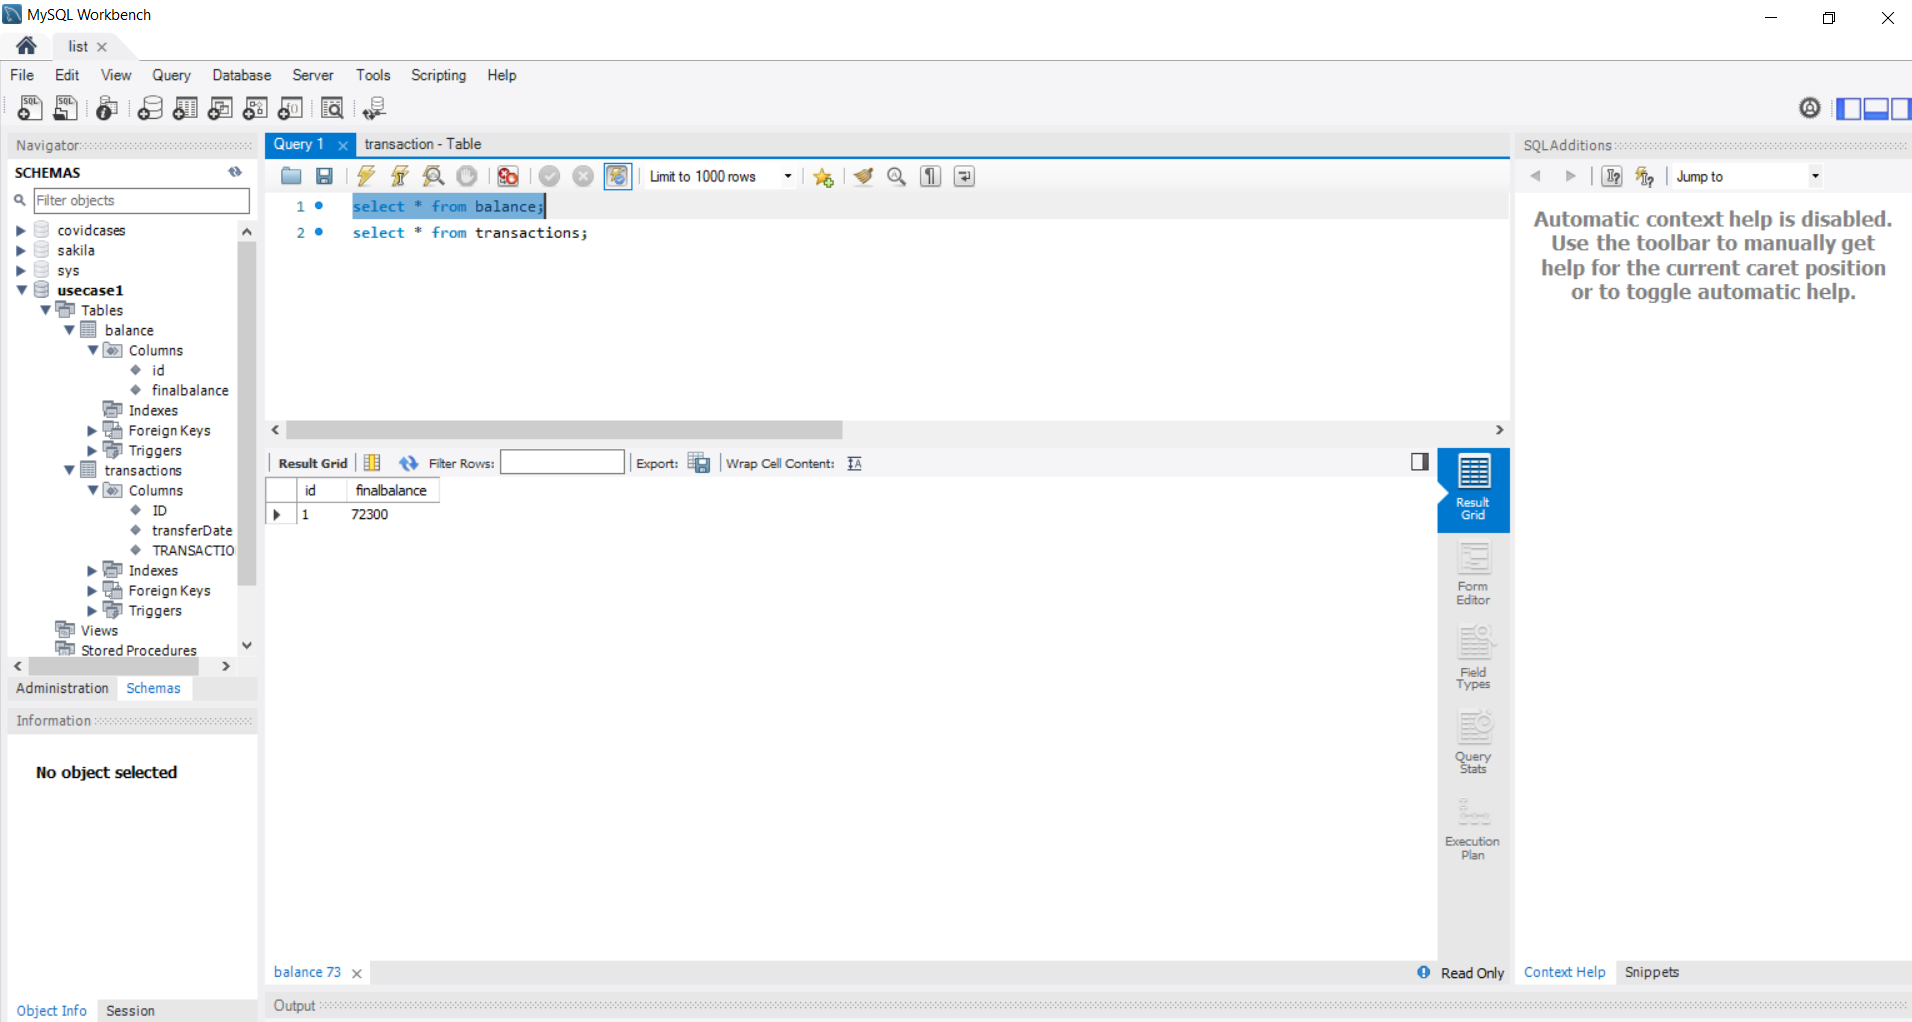 MySQL Workbench
list
File Edit View Query Database Server Tools Scripting Help
Navigator
SCHEMAS
Filter objects
covidcases
sakila
sys
usecase1
Tables
balance
Columns
id
finalbalance
Indexes
Foreign Keys
Triggers
transactions
Columns
ID
transferDate
TRANSACTIO
Indexes
Foreign Keys
Triggers
Views
Stored Procedures
Administration Schemas
Information
No object selected
Object Info Session
Query 1 transaction - Table
Limit to 1000 rows
1 select * from balance;
2 select * from transactions;
Result Grid Filter Rows: Export: Wrap Cell Content:
id finalbalance
1 72300
Result Grid
Form Editor
Field Types
Query Stats
Execution Plan
balance 73
Read Only
Output
SQLAdditions
Jump to
Automatic context help is disabled.
Use the toolbar to manually get
help for the current caret position
or to toggle automatic help.
Context Help Snippets